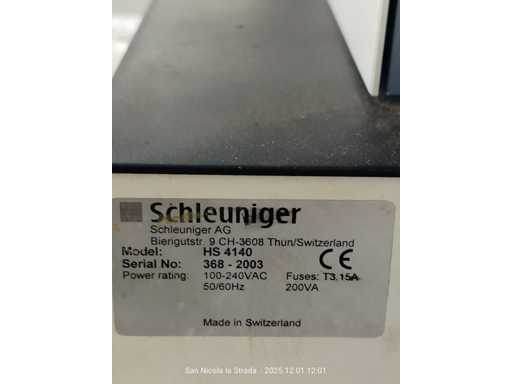 Schleuniger
Schleuniger AG
Bierigutstr. 9 CH-3608 Thun/Switzerland
Model: HS 4140
Serial No: 368 - 2003
CE
Power rating: 100-240VAC Fuses: T3.15A
50/60Hz 200VA
Made in Switzerland
San Nicola la Strada - 2025.12.01 12:01